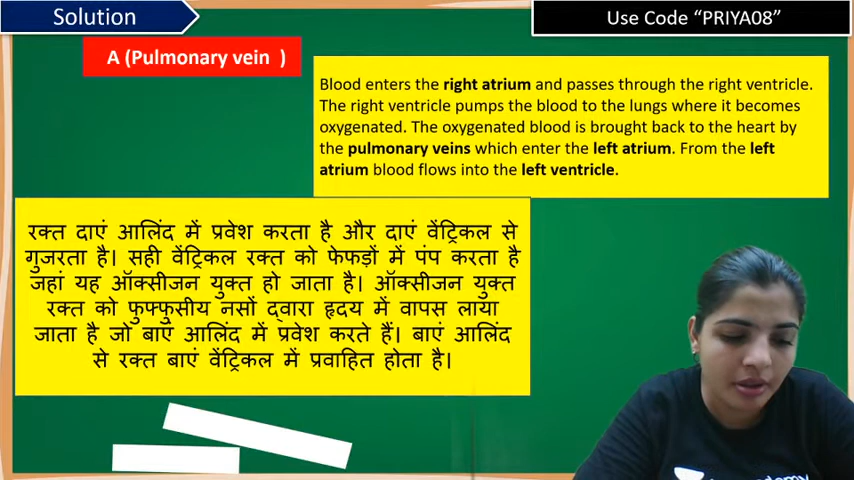 Solution
Use Code “PRIYA08”
A (Pulmonary vein )
Blood enters the right atrium and passes through the right ventricle.
The right ventricle pumps the blood to the lungs where it becomes
oxygenated. The oxygenated blood is brought back to the heart by
the pulmonary veins which enter the left atrium. From the left
atrium blood flows into the left ventricle.
रक्त दाएं आलिंद में प्रवेश करता है और दाएं वेंट्रिकल से
गुजरता है। सही वेंट्रिकल रक्त को फेफड़ों में पंप करता है
जहां यह ऑक्सीजन युक्त हो जाता है। ऑक्सीजन युक्त
रक्त को फुफ्फुसीय नसों द्वारा हृदय में वापस लाया
जाता है जो बाएं आलिंद में प्रवेश करते हैं। बाएं आलिंद
से रक्त बाएं वेंट्रिकल में प्रवाहित होता है।